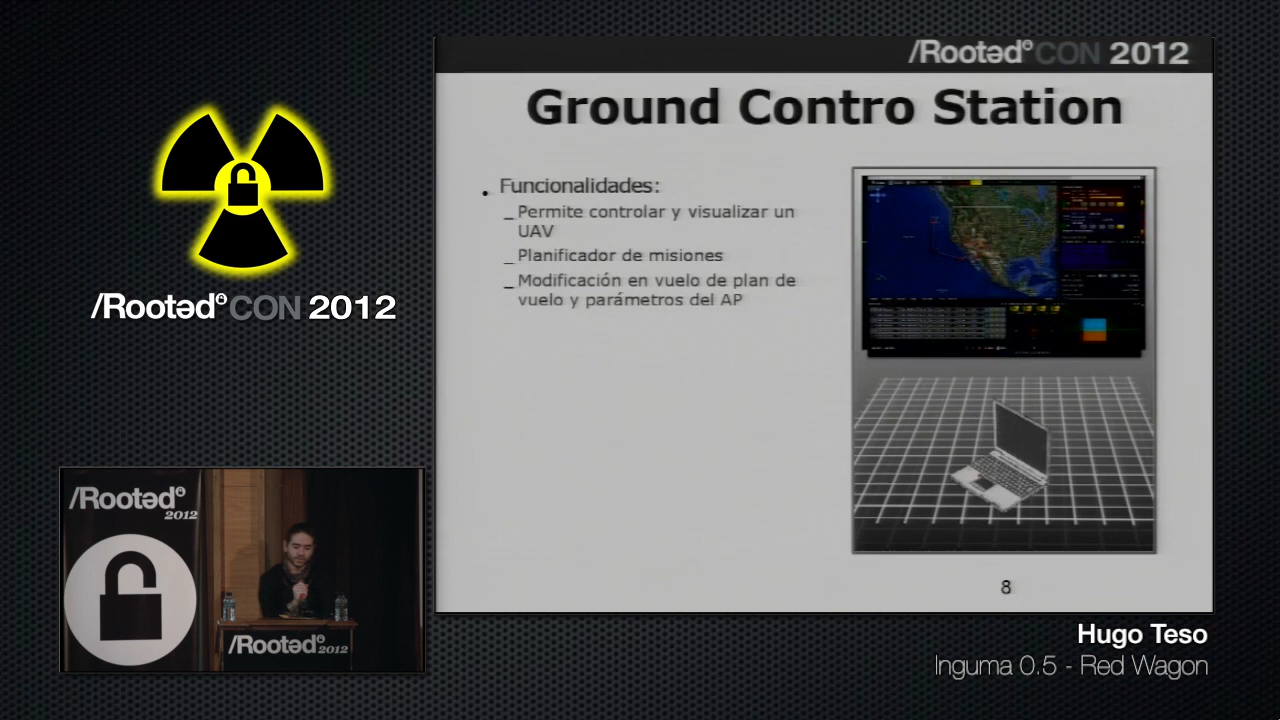 /Rootəd CON 2012
Ground Contro Station
Funcionalidades:
_ Permite controlar y visualizar un
UAV
_ Planificador de misiones
_ Modificación en vuelo de plan de
vuelo y parámetros del AP
8
/Rootəd CON 2012
/Rootəd
2012
/Rootəd 2012
Hugo Teso
Inguma 0.5 - Red Wagon